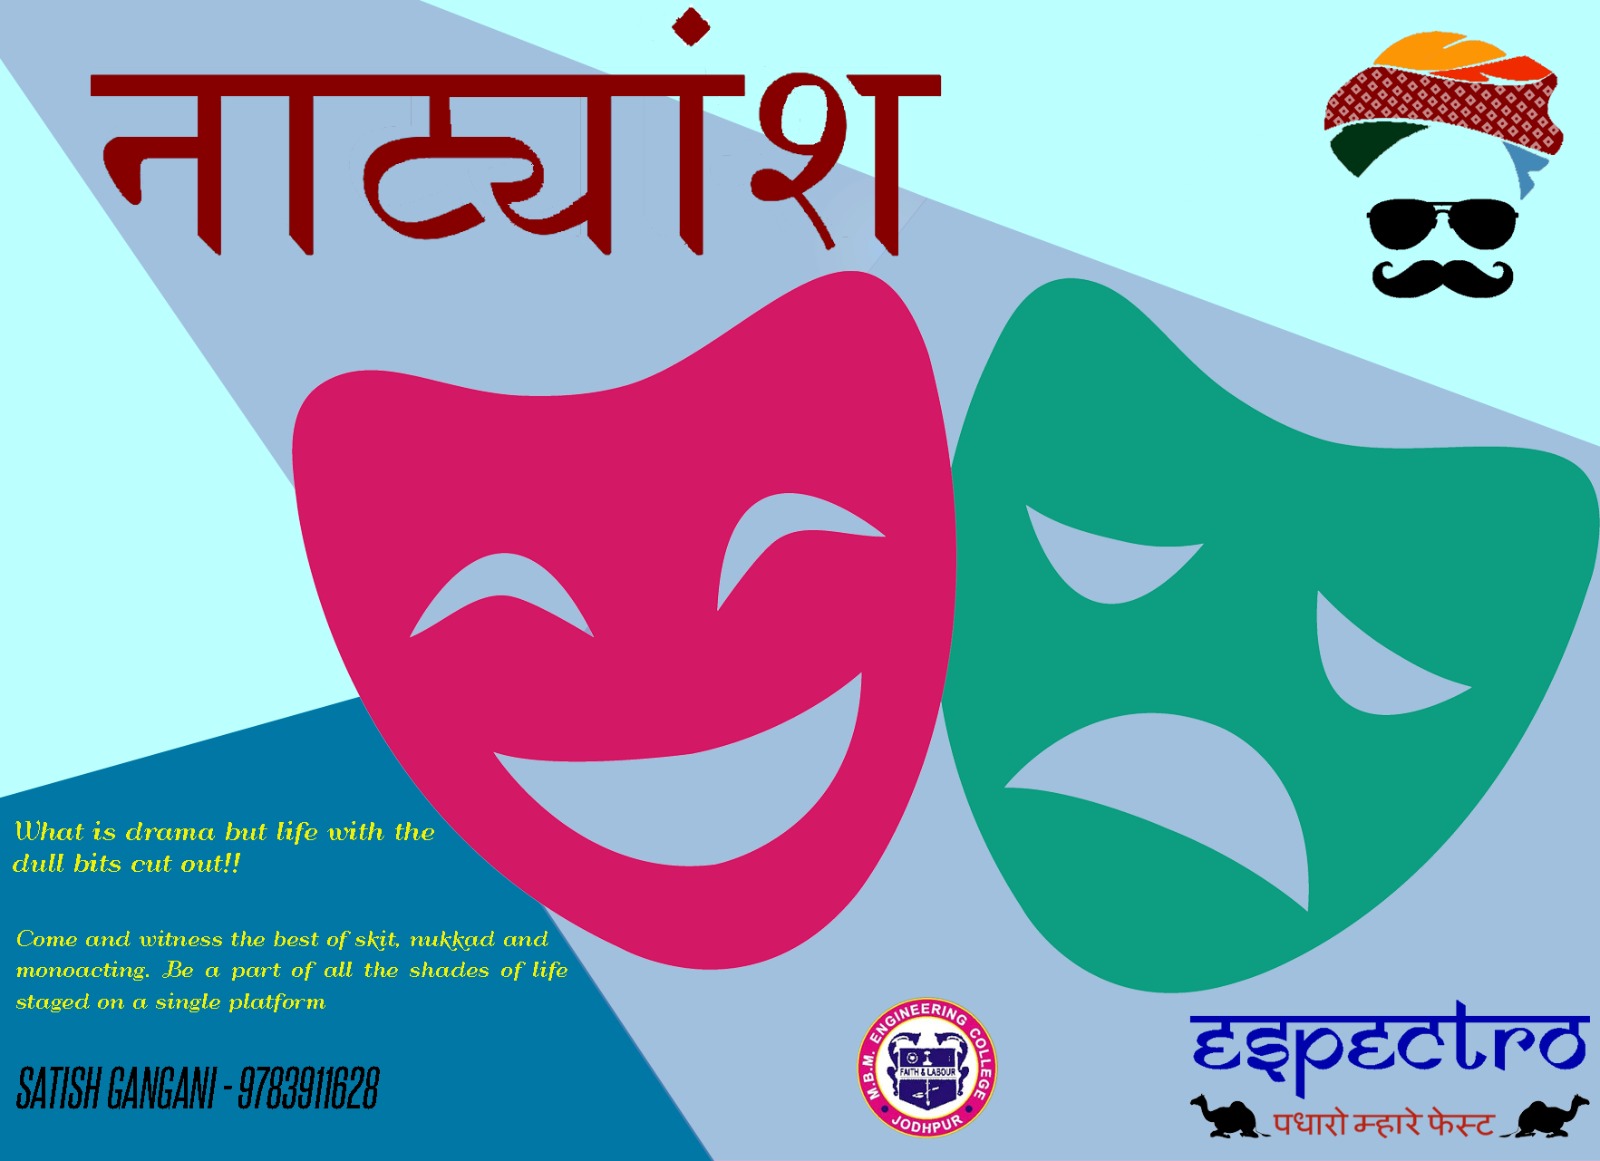 नाट्यांश
What is drama but life with the
dull bits cut out!!
Come and witness the best of skit, nukkad and
monoacting. Be a part of all the shades of life
staged on a single platform
SATISH GANGANI - 9783911628
M.B.M. ENGINEERING COLLEGE
FAITH & LABOUR
JODHPUR
espectro
पधारो म्हारे फेस्ट